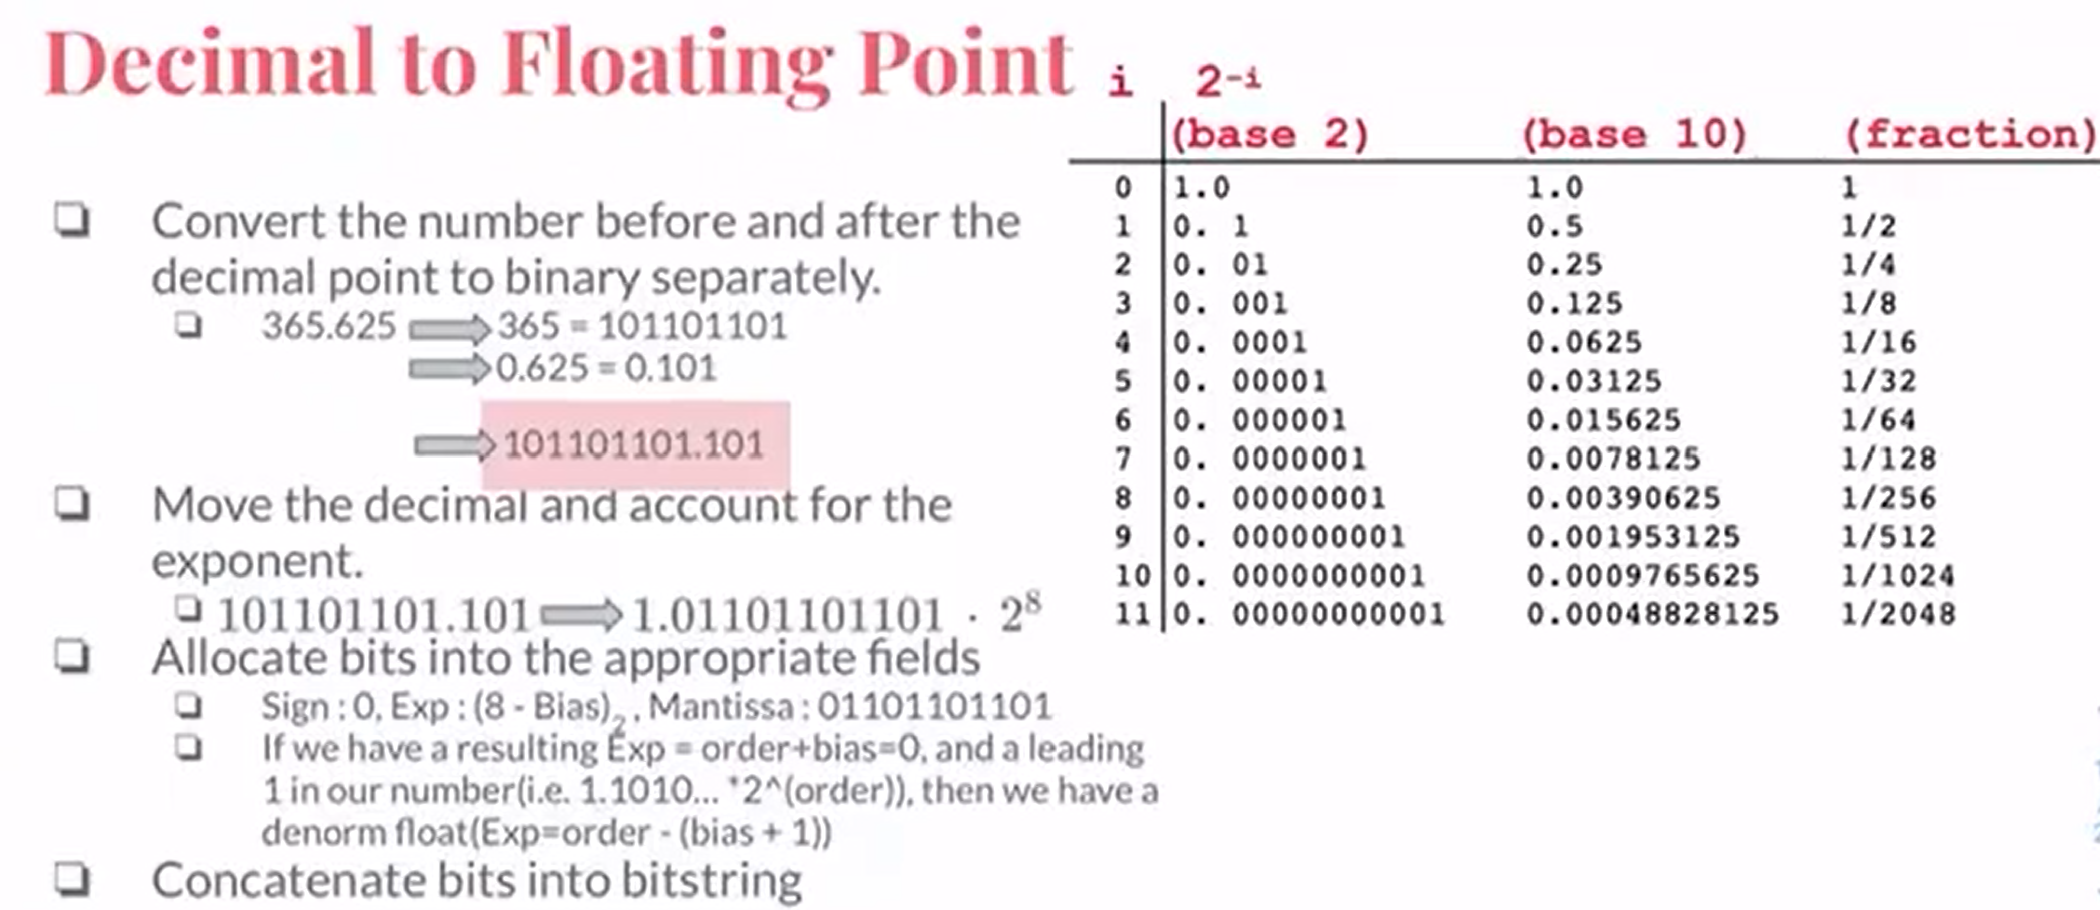 Decimal to Floating Point
Convert the number before and after the
decimal point to binary separately.
365.625 365 = 101101101
0.625 = 0.101
101101101.101
Move the decimal and account for the
exponent.
101101101.101 1.01101101101 · 2⁸
Allocate bits into the appropriate fields
Sign : 0, Exp : (8 - Bias)₂ , Mantissa : 01101101101
If we have a resulting Exp = order+bias=0, and a leading
1 in our number(i.e. 1.1010... *2^(order)), then we have a
denorm float(Exp=order - (bias + 1))
Concatenate bits into bitstring
i 2⁻ⁱ
(base 2) (base 10) (fraction)
0 1.0 1.0 1
1 0. 1 0.5 1/2
2 0. 01 0.25 1/4
3 0. 001 0.125 1/8
4 0. 0001 0.0625 1/16
5 0. 00001 0.03125 1/32
6 0. 000001 0.015625 1/64
7 0. 0000001 0.0078125 1/128
8 0. 00000001 0.00390625 1/256
9 0. 000000001 0.001953125 1/512
10 0. 0000000001 0.0009765625 1/1024
11 0. 00000000001 0.00048828125 1/2048